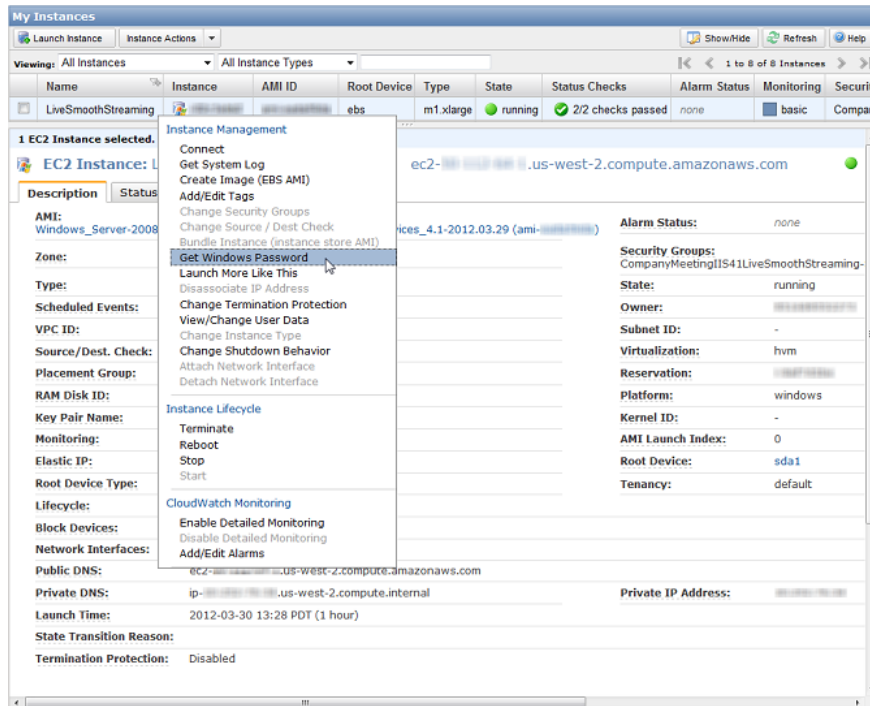 My Instances
Launch Instance Instance Actions Show/Hide Refresh Help
Viewing: All Instances All Instance Types 1 to 8 of 8 Instances
Name Instance AMI ID Root Device Type State Status Checks Alarm Status Monitoring Securi
LiveSmoothStreaming ebs m1.xlarge running 2/2 checks passed none basic Compa
1 EC2 Instance selected.
EC2 Instance: L ec2- .us-west-2.compute.amazonaws.com
Description Status
AMI:
Windows_Server-2008 ices_4.1-2012.03.29 (ami- )
Zone:
Type:
Scheduled Events:
VPC ID:
Source/Dest. Check:
Placement Group:
RAM Disk ID:
Key Pair Name:
Monitoring:
Elastic IP:
Root Device Type:
Lifecycle:
Block Devices:
Network Interfaces:
Public DNS: ec2- .us-west-2.compute.amazonaws.com
Private DNS: ip- .us-west-2.compute.internal
Launch Time: 2012-03-30 13:28 PDT (1 hour)
State Transition Reason:
Termination Protection: Disabled
Instance Management
Connect
Get System Log
Create Image (EBS AMI)
Add/Edit Tags
Change Security Groups
Change Source / Dest Check
Bundle Instance (instance store AMI)
Get Windows Password
Launch More Like This
Disassociate IP Address
Change Termination Protection
View/Change User Data
Change Instance Type
Change Shutdown Behavior
Attach Network Interface
Detach Network Interface
Instance Lifecycle
Terminate
Reboot
Stop
Start
CloudWatch Monitoring
Enable Detailed Monitoring
Disable Detailed Monitoring
Add/Edit Alarms
Alarm Status: none
Security Groups:
CompanyMeetingIIS41LiveSmoothStreaming-
State: running
Owner:
Subnet ID: -
Virtualization: hvm
Reservation:
Platform: windows
Kernel ID: -
AMI Launch Index: 0
Root Device: sda1
Tenancy: default
Private IP Address: